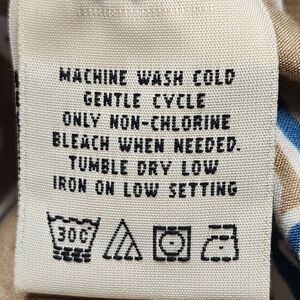 MACHINE WASH COLD
GENTLE CYCLE
ONLY NON-CHLORINE
BLEACH WHEN NEEDED.
TUMBLE DRY LOW
IRON ON LOW SETTING
30C